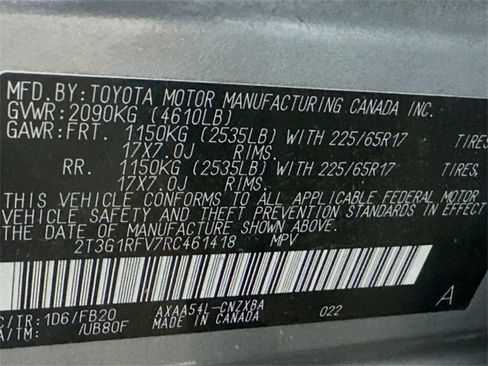 MFD.BY: TOYOTA MOTOR MANUFACTURING CANADA INC.
GVWR: 2090KG (4610LB)
GAWR: FRT. 1150KG (2535LB) WITH 225/65R17 TIRES
17X7.0J RIMS.
RR. 1150KG (2535LB) WITH 225/65R17 TIRES,
17X7.0J RIMS.
THIS VEHICLE CONFORMS TO ALL APPLICABLE FEDERAL MOTOR
VEHICLE SAFETY STANDARDS IN EFFECT ON
THE DATE OF MANUFACTURE SHOWN ABOVE.
2T3G1RFV7RC461418 MPV
C/TR: 1D6/FB20 AXAA54L-CNZXBA 022 A
A/TM: /UB80F MADE IN CANADA